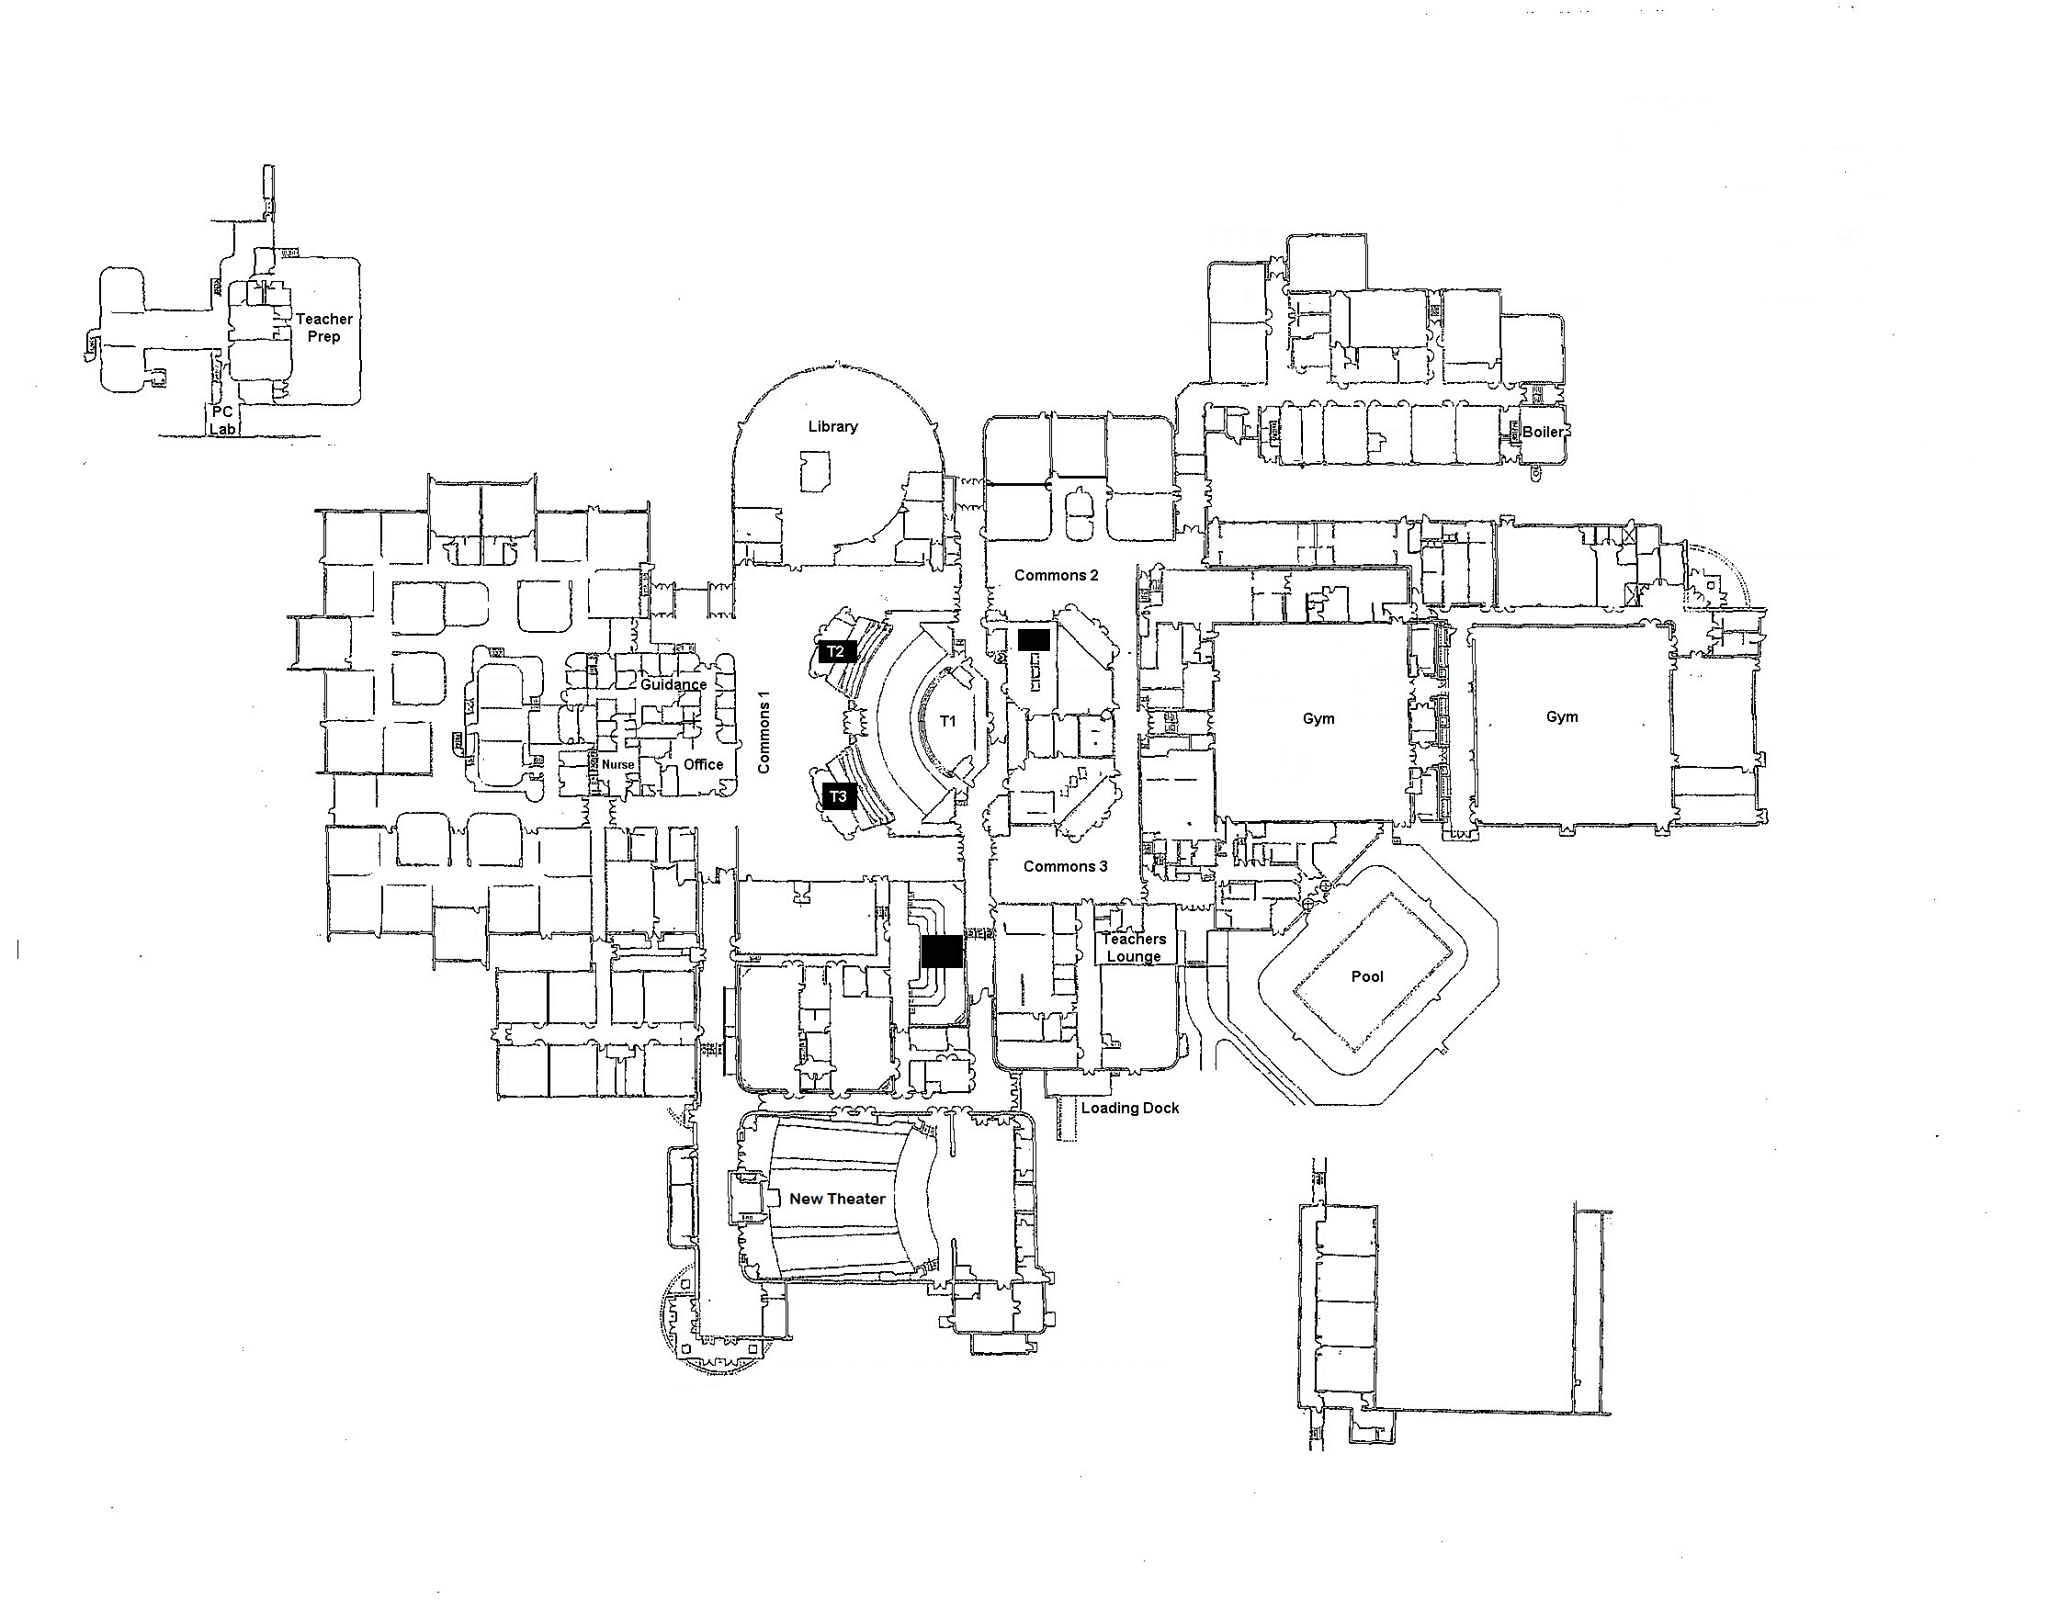 Teacher
Prep
PC
Lab
Library
Boiler
Commons 2
T2
Guidance
Commons 1
T1
Gym
Gym
Nurse
Office
T3
Commons 3
Teachers
Lounge
Pool
Loading Dock
New Theater